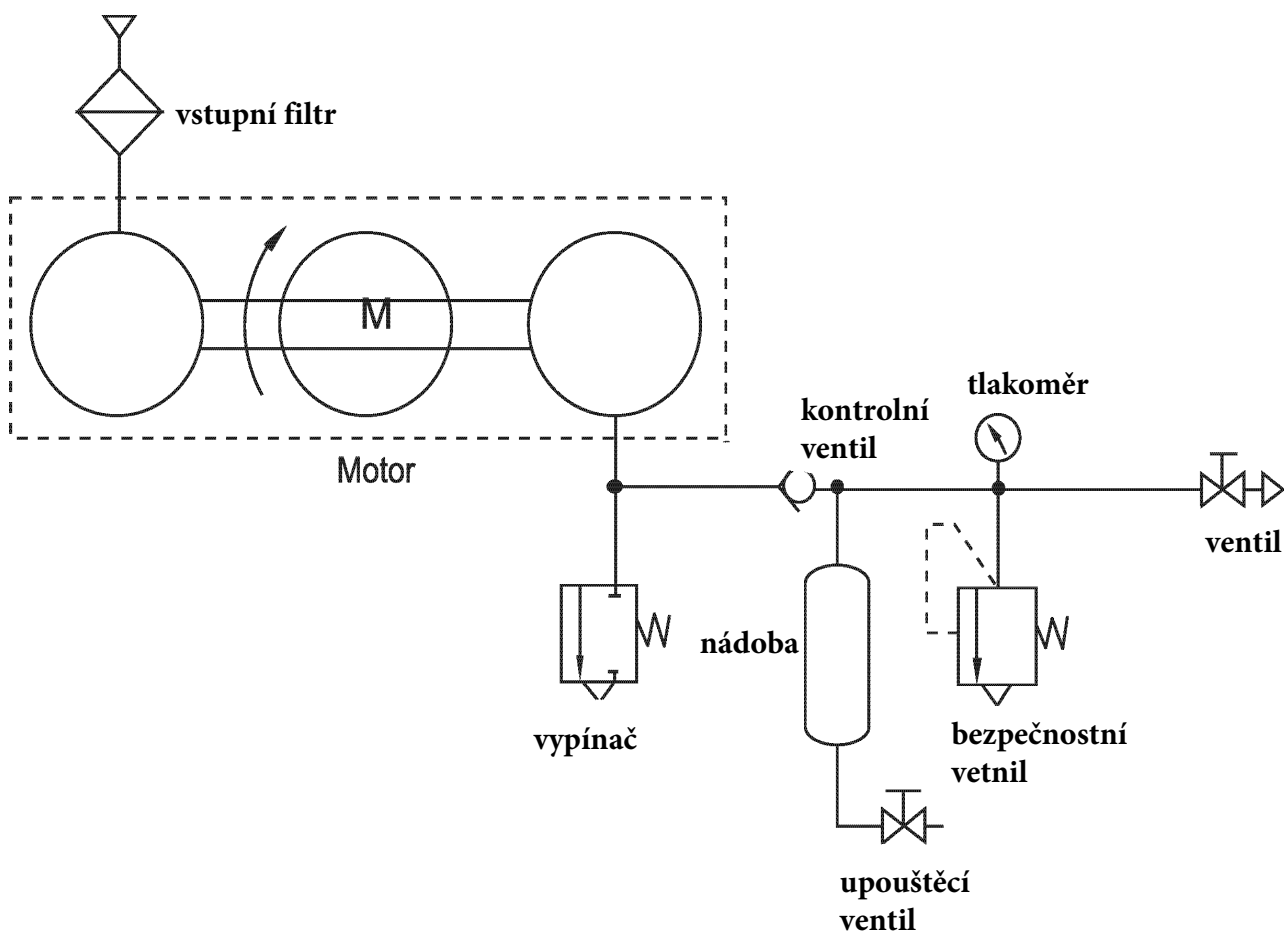 vstupní filtr
M
Motor
tlakoměr
kontrolní
ventil
ventil
nádoba
vypínač
bezpečnostní
vetnil
upouštěcí
ventil